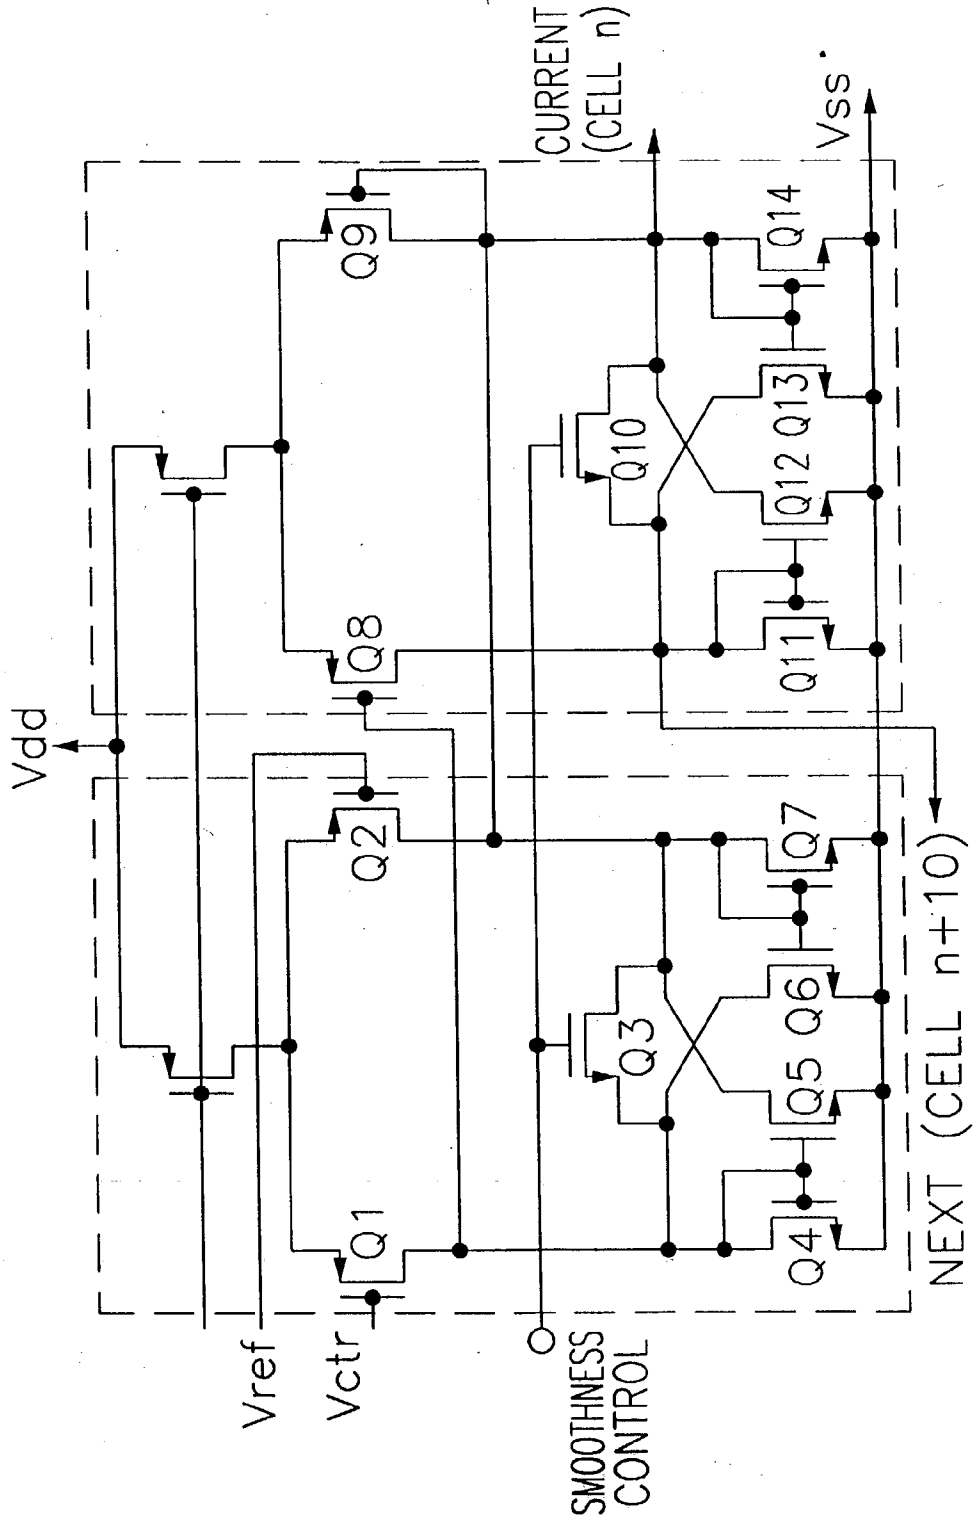 Vdd
Vref
Vctr
SMOOTHNESS
CONTROL
Q1
Q2
Q3
Q4
Q5
Q6
Q7
Q8
Q9
Q10
Q11
Q12
Q13
Q14
CURRENT
(CELL n)
Vss
NEXT (CELL n+10)